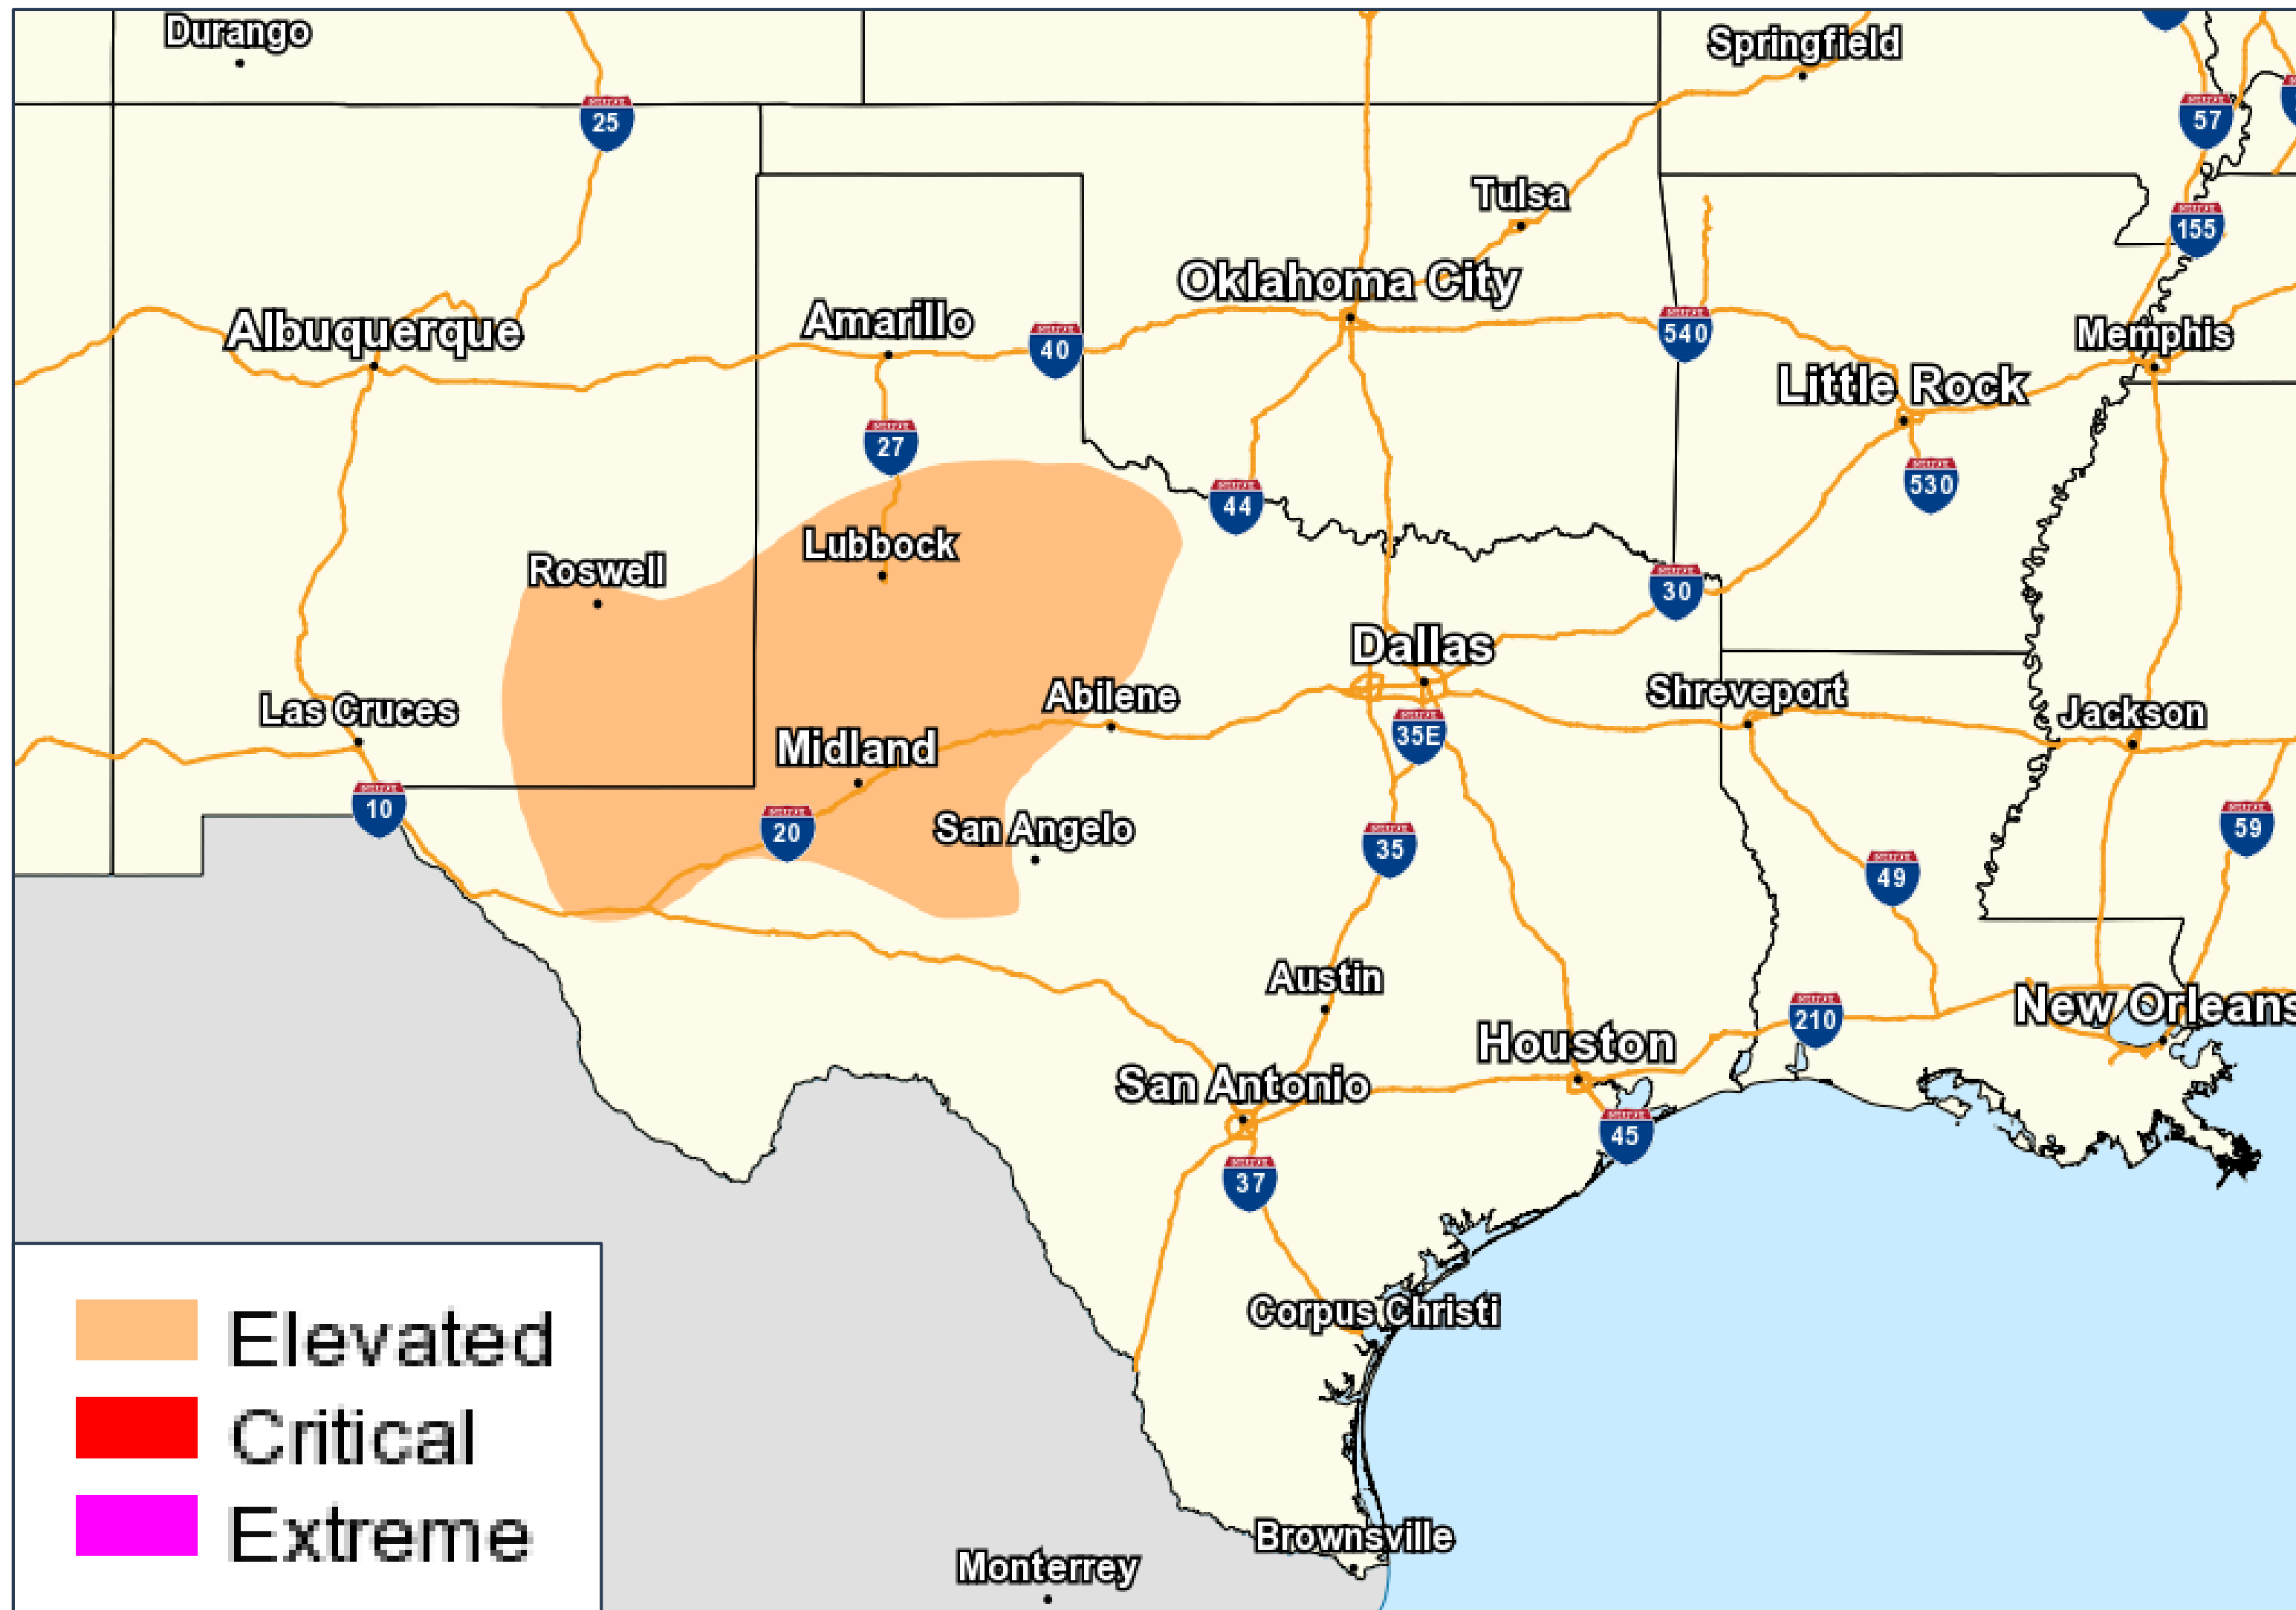 Durango
Springfield
25
57
Tulsa
155
Oklahoma City
Albuquerque
Amarillo
40
540
Memphis
Little Rock
27
530
44
Lubbock
Roswell
30
Dallas
Las Cruces
Abilene
Shreveport
Jackson
35E
Midland
10
20
San Angelo
35
59
49
Austin
New Orleans
210
Houston
San Antonio
45
37
Corpus Christi
Elevated
Critical
Extreme
Brownsville
Monterrey